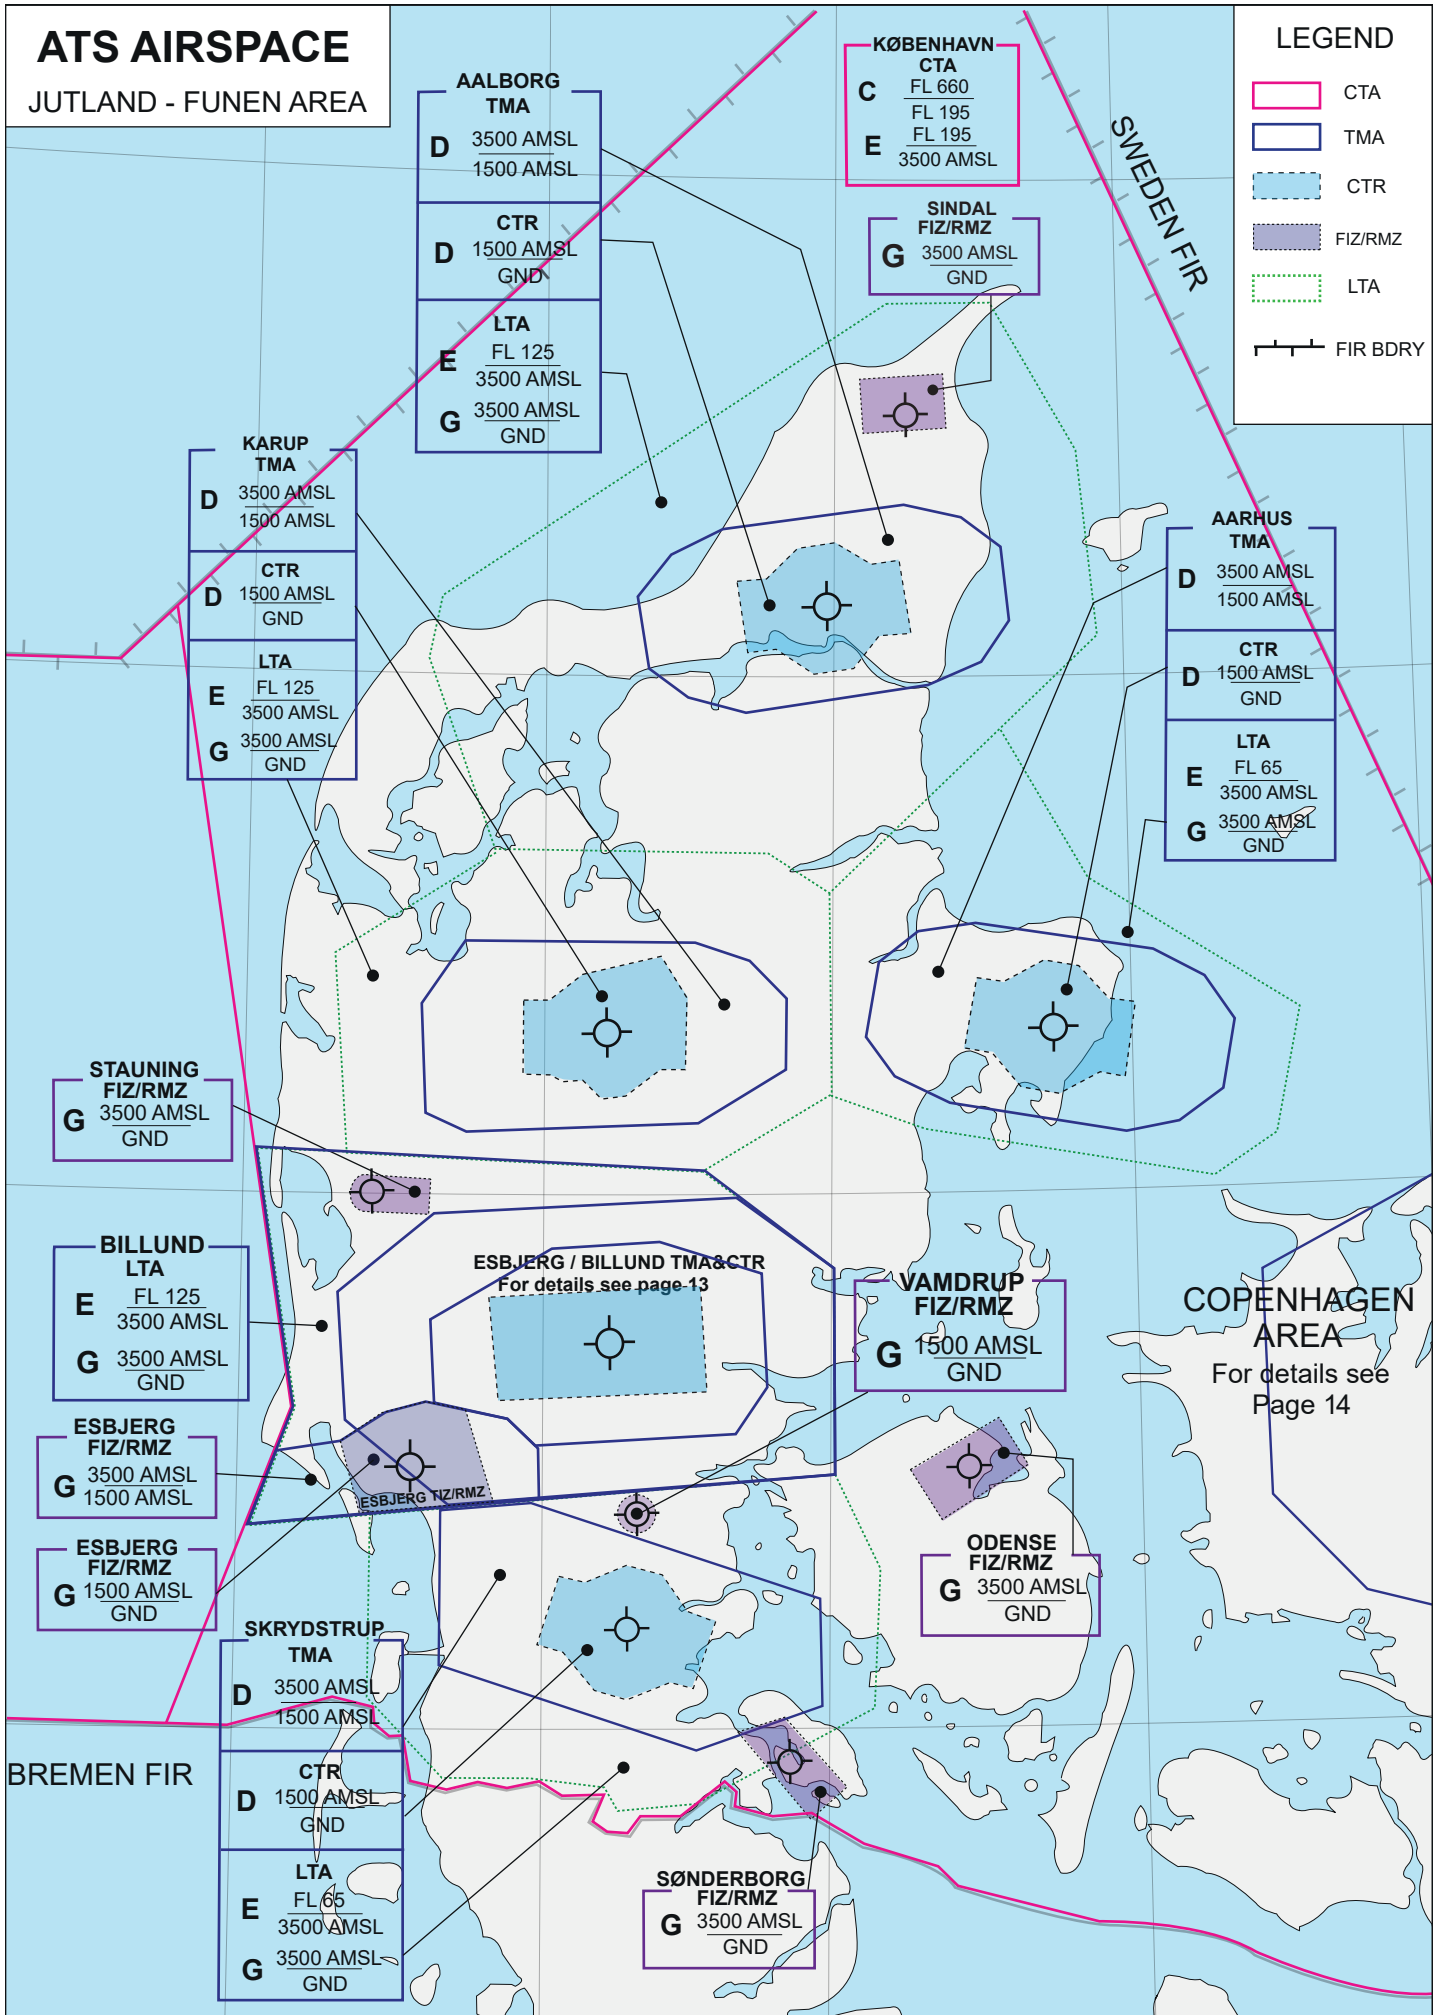 ATS AIRSPACE
JUTLAND - FUNEN AREA
AALBORG
TMA
D
3500 AMSL
1500 AMSL
CTR
D
1500 AMSL
GND
LTA
E
FL 125
3500 AMSL
G
3500 AMSL
GND
KØBENHAVN
CTA
C
FL 660
FL 195
E
FL 195
3500 AMSL
SINDAL
FIZ/RMZ
G
3500 AMSL
GND
SWEDEN FIR
LEGEND
CTA
TMA
CTR
FIZ/RMZ
LTA
FIR BDRY
KARUP
TMA
D
3500 AMSL
1500 AMSL
CTR
D
1500 AMSL
GND
LTA
E
FL 125
3500 AMSL
G
3500 AMSL
GND
AARHUS
TMA
D
3500 AMSL
1500 AMSL
CTR
D
1500 AMSL
GND
LTA
E
FL 65
3500 AMSL
G
3500 AMSL
GND
STAUNING
FIZ/RMZ
G
3500 AMSL
GND
BILLUND
LTA
E
FL 125
3500 AMSL
G
3500 AMSL
GND
ESBJERG / BILLUND TMA&CTR
For details see page 13
VAMDRUP
FIZ/RMZ
G
1500 AMSL
GND
COPENHAGEN
AREA
For details see
Page 14
ESBJERG
FIZ/RMZ
G
3500 AMSL
1500 AMSL
ESBJERG TIZ/RMZ
ESBJERG
FIZ/RMZ
G
1500 AMSL
GND
ODENSE
FIZ/RMZ
G
3500 AMSL
GND
SKRYDSTRUP
TMA
D
3500 AMSL
1500 AMSL
CTR
D
1500 AMSL
GND
LTA
E
FL 65
3500 AMSL
G
3500 AMSL
GND
BREMEN FIR
SØNDERBORG
FIZ/RMZ
G
3500 AMSL
GND